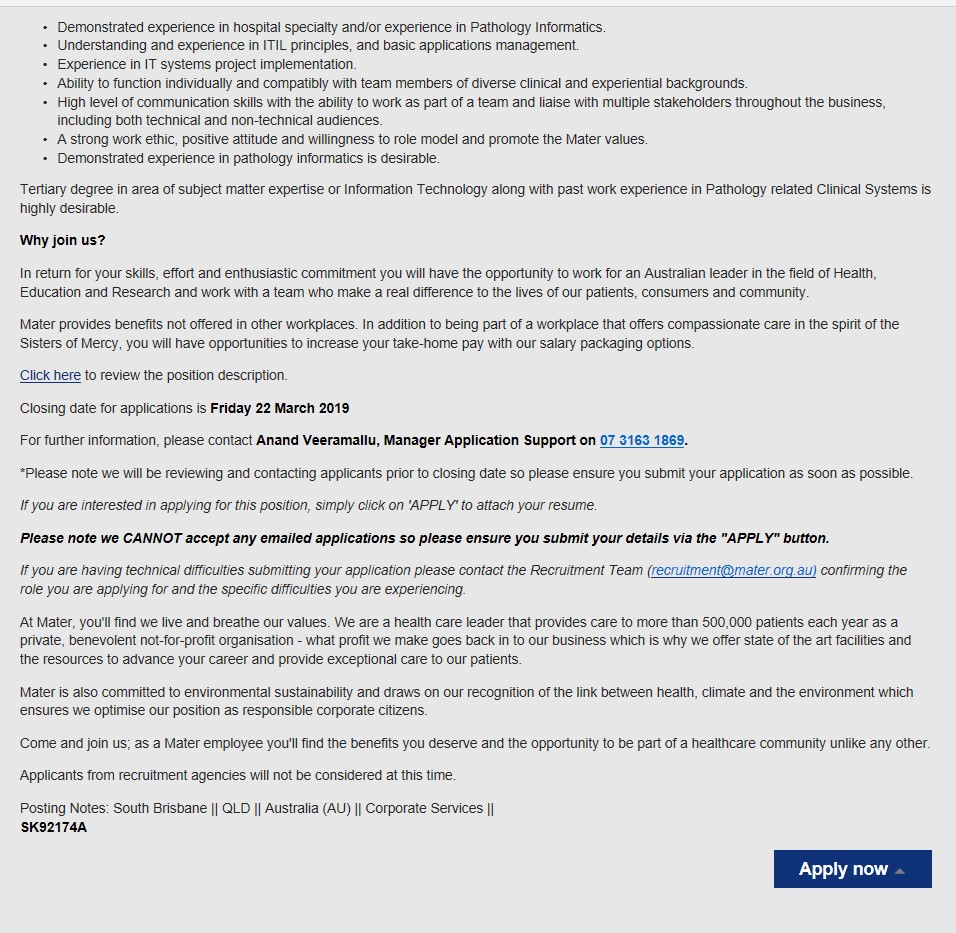 • Demonstrated experience in hospital specialty and/or experience in Pathology Informatics.
• Understanding and experience in ITIL principles, and basic applications management.
• Experience in IT systems project implementation.
• Ability to function individually and compatibly with team members of diverse clinical and experiential backgrounds.
• High level of communication skills with the ability to work as part of a team and liaise with multiple stakeholders throughout the business,
including both technical and non-technical audiences.
• A strong work ethic, positive attitude and willingness to role model and promote the Mater values.
• Demonstrated experience in pathology informatics is desirable.
Tertiary degree in area of subject matter expertise or Information Technology along with past work experience in Pathology related Clinical Systems is
highly desirable.
Why join us?
In return for your skills, effort and enthusiastic commitment you will have the opportunity to work for an Australian leader in the field of Health,
Education and Research and work with a team who make a real difference to the lives of our patients, consumers and community.
Mater provides benefits not offered in other workplaces. In addition to being part of a workplace that offers compassionate care in the spirit of the
Sisters of Mercy, you will have opportunities to increase your take-home pay with our salary packaging options.
Click here to review the position description.
Closing date for applications is Friday 22 March 2019
For further information, please contact Anand Veeramallu, Manager Application Support on 07 3163 1869.
*Please note we will be reviewing and contacting applicants prior to closing date so please ensure you submit your application as soon as possible.
If you are interested in applying for this position, simply click on 'APPLY' to attach your resume.
Please note we CANNOT accept any emailed applications so please ensure you submit your details via the "APPLY" button.
If you are having technical difficulties submitting your application please contact the Recruitment Team (recruitment@mater.org.au) confirming the
role you are applying for and the specific difficulties you are experiencing.
At Mater, you'll find we live and breathe our values. We are a health care leader that provides care to more than 500,000 patients each year as a
private, benevolent not-for-profit organisation - what profit we make goes back in to our business which is why we offer state of the art facilities and
the resources to advance your career and provide exceptional care to our patients.
Mater is also committed to environmental sustainability and draws on our recognition of the link between health, climate and the environment which
ensures we optimise our position as responsible corporate citizens.
Come and join us; as a Mater employee you'll find the benefits you deserve and the opportunity to be part of a healthcare community unlike any other.
Applicants from recruitment agencies will not be considered at this time.
Posting Notes: South Brisbane || QLD || Australia (AU) || Corporate Services ||
SK92174A
Apply now